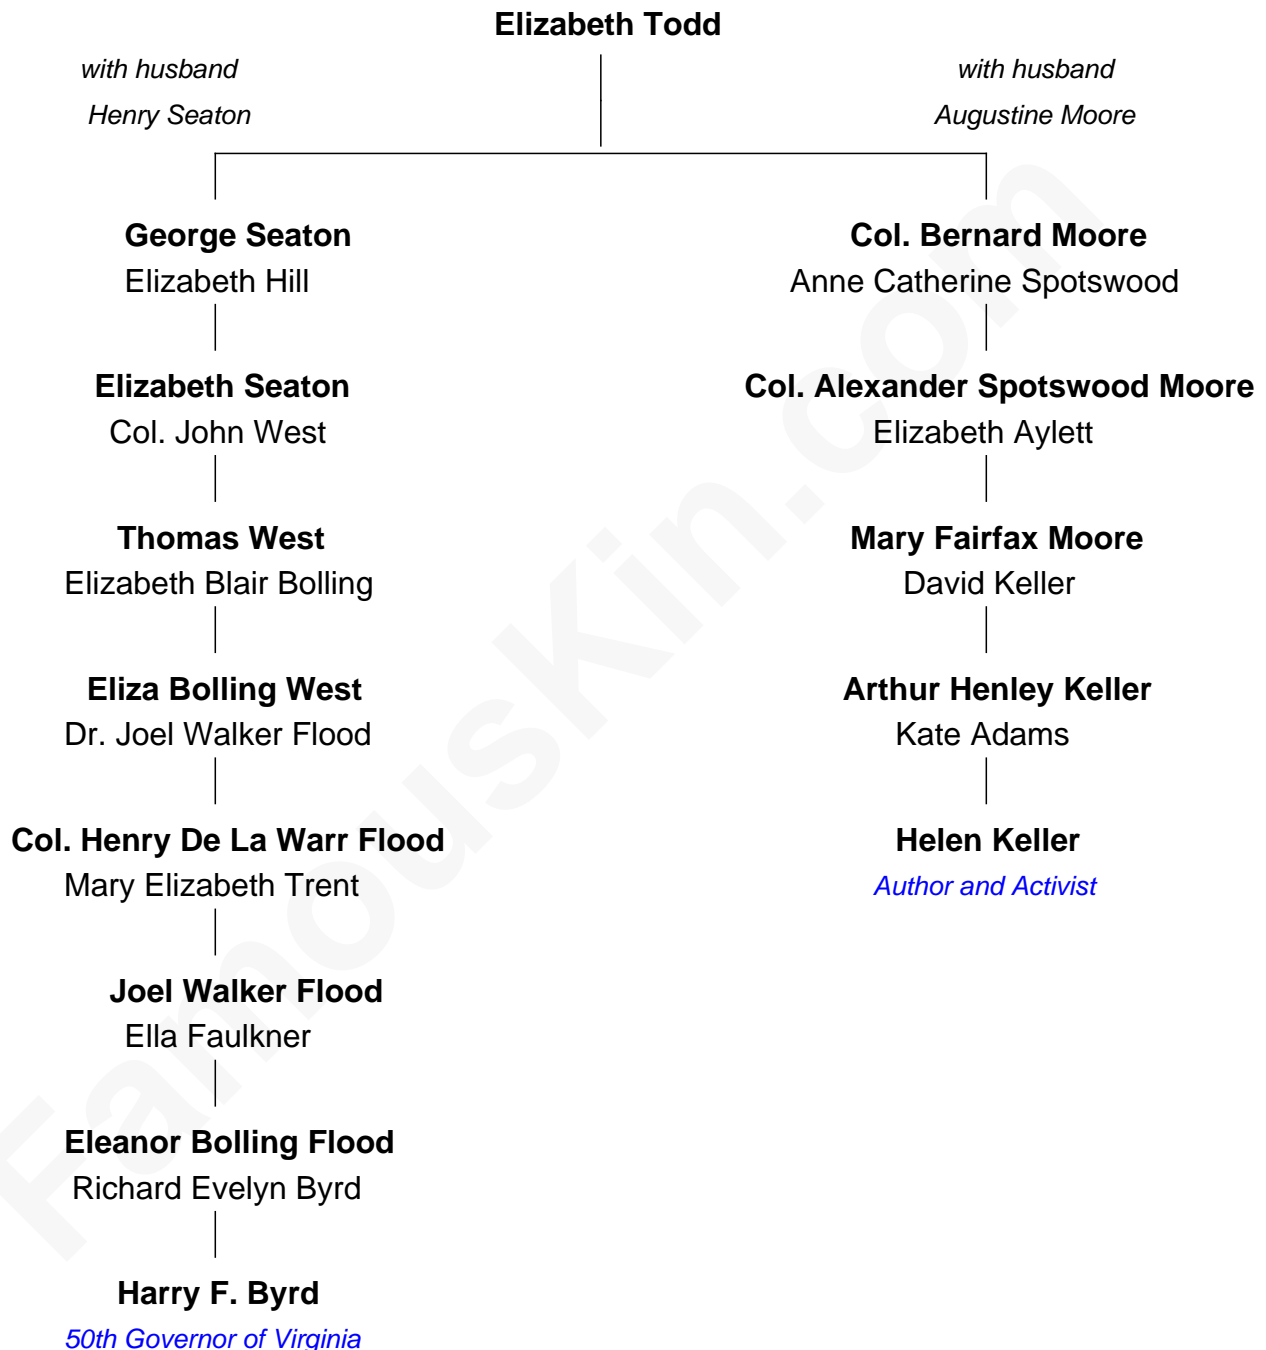 Elizabeth Todd
with husband
Henry Seaton
with husband
Augustine Moore
George Seaton
Elizabeth Hill
Elizabeth Seaton
Col. John West
Thomas West
Elizabeth Blair Bolling
Eliza Bolling West
Dr. Joel Walker Flood
Col. Henry De La Warr Flood
Mary Elizabeth Trent
Joel Walker Flood
Ella Faulkner
Eleanor Bolling Flood
Richard Evelyn Byrd
Harry F. Byrd
50th Governor of Virginia
Col. Bernard Moore
Anne Catherine Spotswood
Col. Alexander Spotswood Moore
Elizabeth Aylett
Mary Fairfax Moore
David Keller
Arthur Henley Keller
Kate Adams
Helen Keller
Author and Activist
FamousKin.com